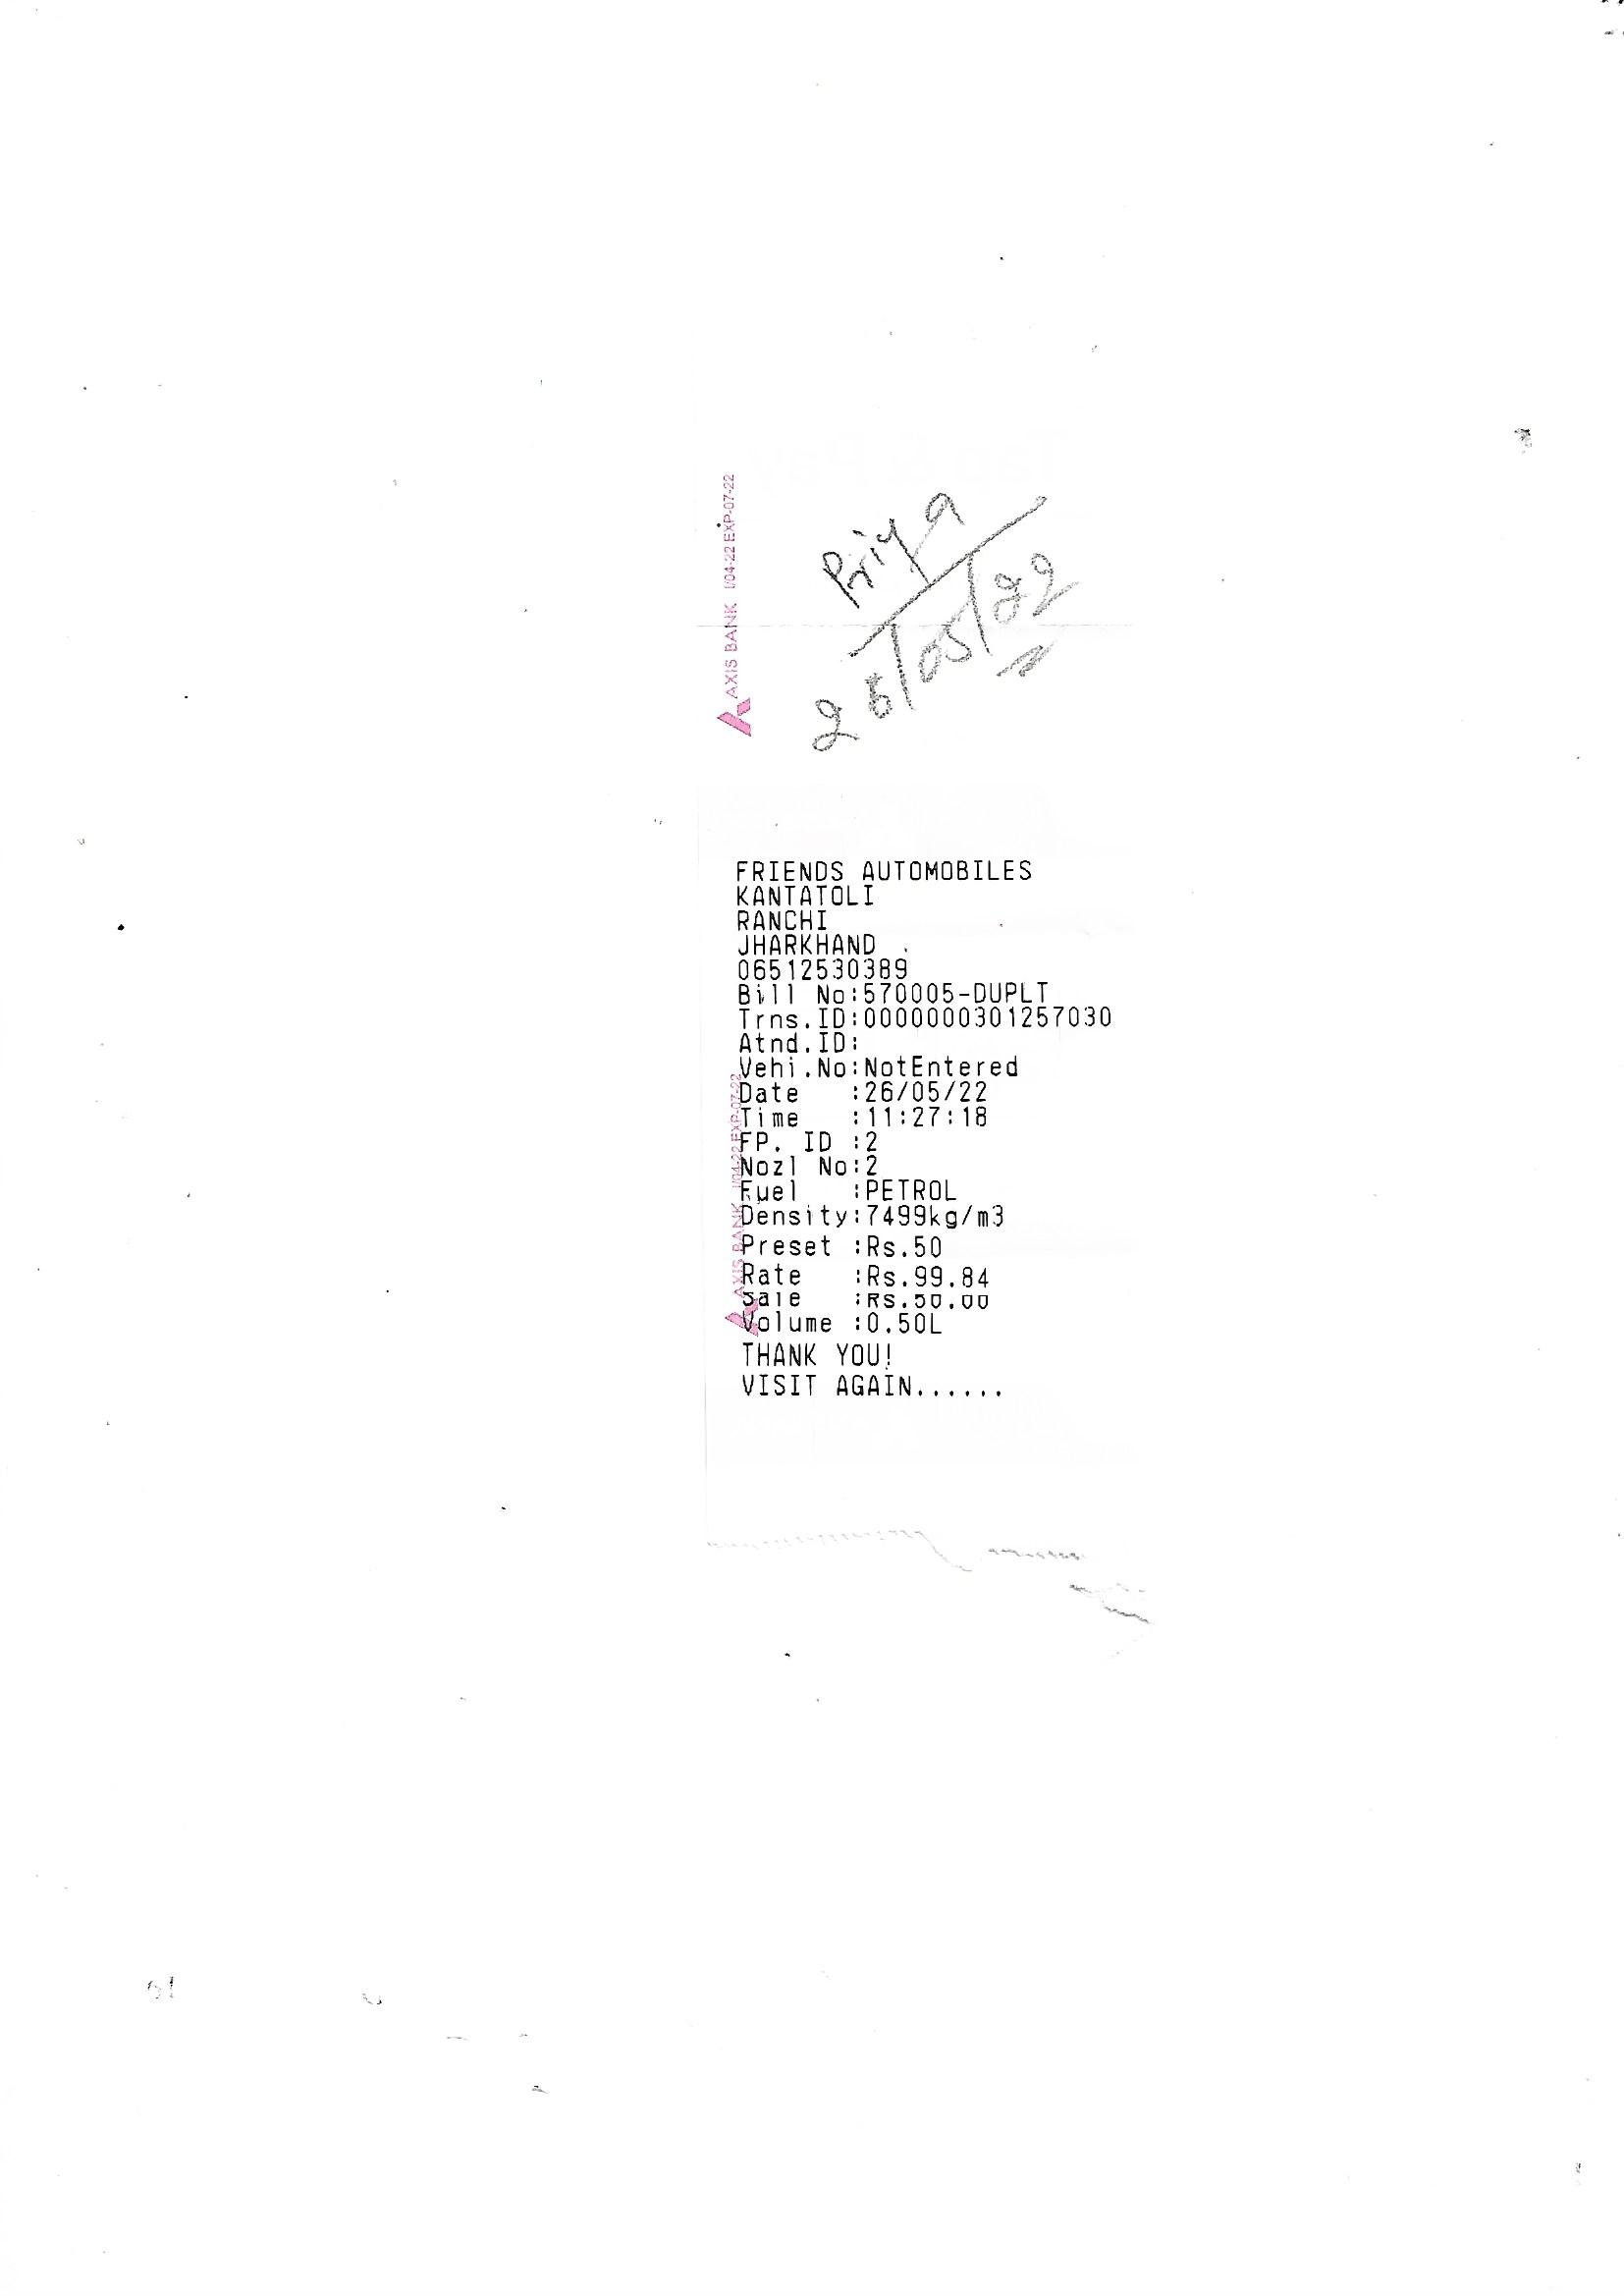 AXIS BANK I/04-22 EXP-07-22
Priya
25/05/22
FRIENDS AUTOMOBILES
KANTATOLI
RANCHI
JHARKHAND
06512530389
Bill No:570005-DUPLT
Trns.ID:0000000301257030
Atnd.ID:
Vehi.No:NotEntered
Date :26/05/22
Time :11:27:18
FP. ID :2
Nozl No:2
Fuel :PETROL
Density:7499kg/m3
Preset :Rs.50
Rate :Rs.99.84
Sale :Rs.50.00
Volume :0.50L
THANK YOU!
VISIT AGAIN......
AXIS BANK I/04-22 EXP-07-22